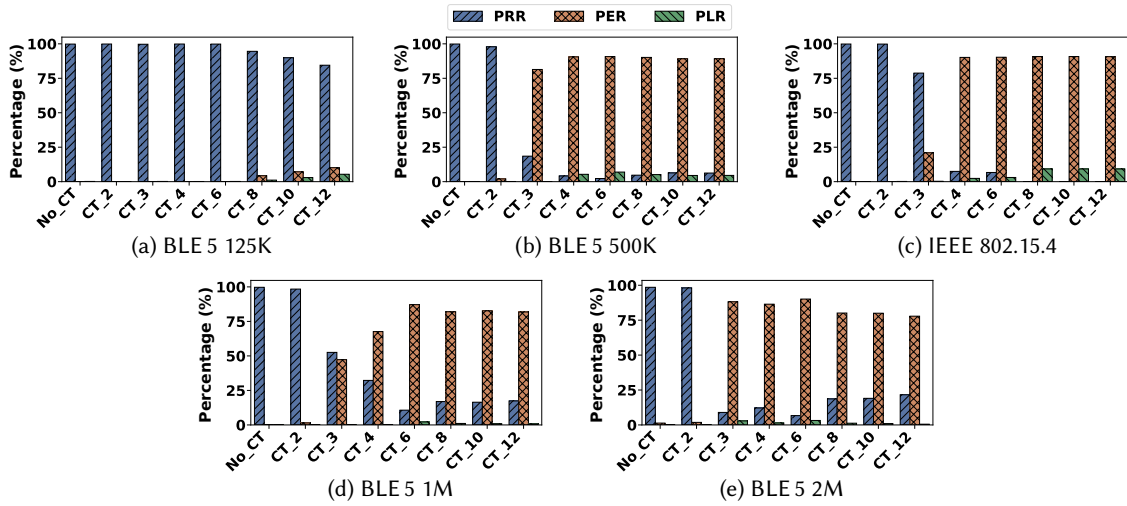 PRR PER PLR
Percentage (%)
100
75
50
25
0
No_CT CT_2 CT_3 CT_4 CT_6 CT_8 CT_10 CT_12
(a) BLE 5 125K
Percentage (%)
100
75
50
25
0
No_CT CT_2 CT_3 CT_4 CT_6 CT_8 CT_10 CT_12
(b) BLE 5 500K
Percentage (%)
100
75
50
25
0
No_CT CT_2 CT_3 CT_4 CT_6 CT_8 CT_10 CT_12
(c) IEEE 802.15.4
Percentage (%)
100
75
50
25
0
No_CT CT_2 CT_3 CT_4 CT_6 CT_8 CT_10 CT_12
(d) BLE 5 1M
Percentage (%)
100
75
50
25
0
No_CT CT_2 CT_3 CT_4 CT_6 CT_8 CT_10 CT_12
(e) BLE 5 2M